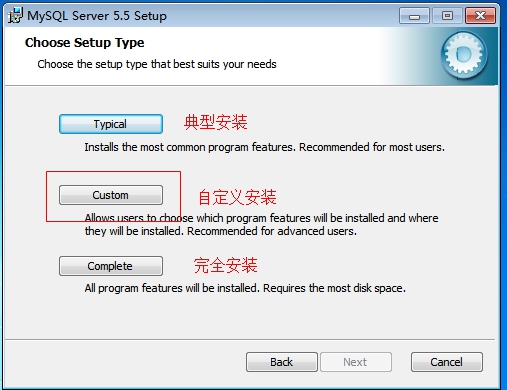 MySQL Server 5.5 Setup
Choose Setup Type
Choose the setup type that best suits your needs
Typical 典型安装
Installs the most common program features. Recommended for most users.
Custom 自定义安装
Allows users to choose which program features will be installed and where
they will be installed. Recommended for advanced users.
Complete 完全安装
All program features will be installed. Requires the most disk space.
Back Next Cancel